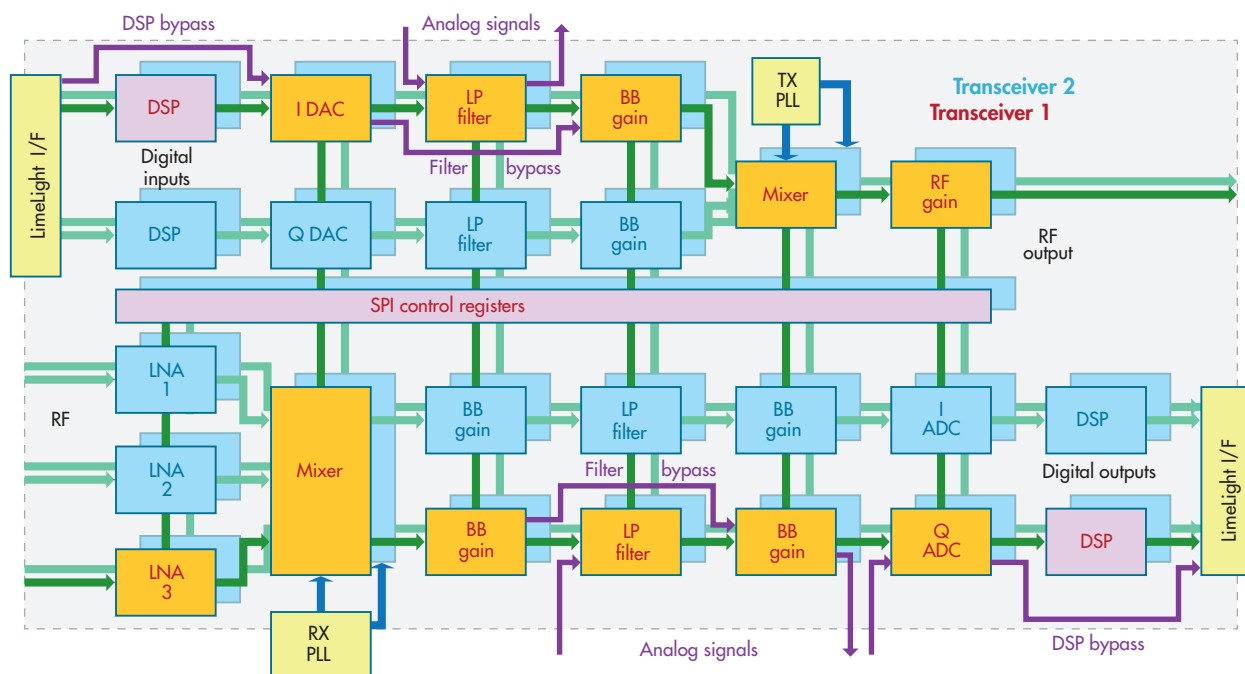 DSP bypass
Analog signals
LimeLight I/F
DSP
I DAC
LP
filter
BB
gain
TX
PLL
Transceiver 2
Transceiver 1
Digital
inputs
Filter bypass
Mixer
RF
gain
DSP
Q DAC
LP
filter
BB
gain
RF
output
SPI control registers
LNA
1
RF
LNA
2
LNA
3
Mixer
BB
gain
LP
filter
BB
gain
I
ADC
DSP
LimeLight I/F
Filter bypass
Digital outputs
BB
gain
LP
filter
BB
gain
Q
ADC
DSP
RX
PLL
Analog signals
DSP bypass